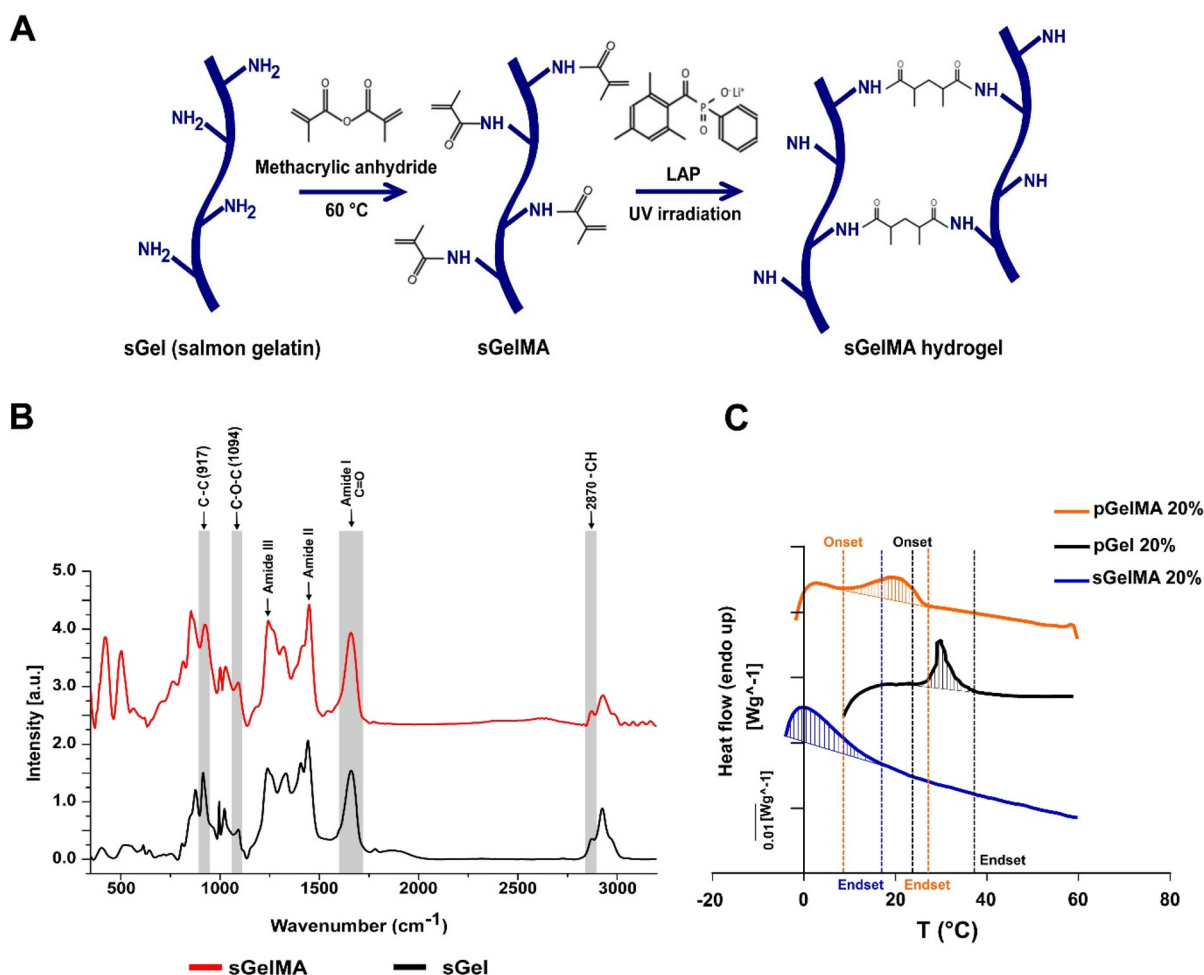 A
NH₂
NH₂
NH₂
NH₂
O O
O
Methacrylic anhydride
60 °C
O
NH
O
NH
O
NH
O
NH
O
O⁻Li⁺
P
O
LAP
UV irradiation
NH
O O
NH
NH
NH
NH
O O
NH
NH
NH
sGel (salmon gelatin)
sGelMA
sGelMA hydrogel
B
C-C (917)
C-O-C (1094)
Amide III
Amide II
Amide I
C=O
2870 -CH
5.0
4.0
3.0
2.0
1.0
0.0
Intensity [a.u.]
500
1000
1500
2000
2500
3000
Wavenumber (cm⁻¹)
sGelMA
sGel
C
pGelMA 20%
pGel 20%
sGelMA 20%
Onset
Onset
Heat flow (endo up)
[Wg^-1]
0.01 [Wg^-1]
Endset
Endset
Endset
-20
0
20
40
60
80
T (°C)